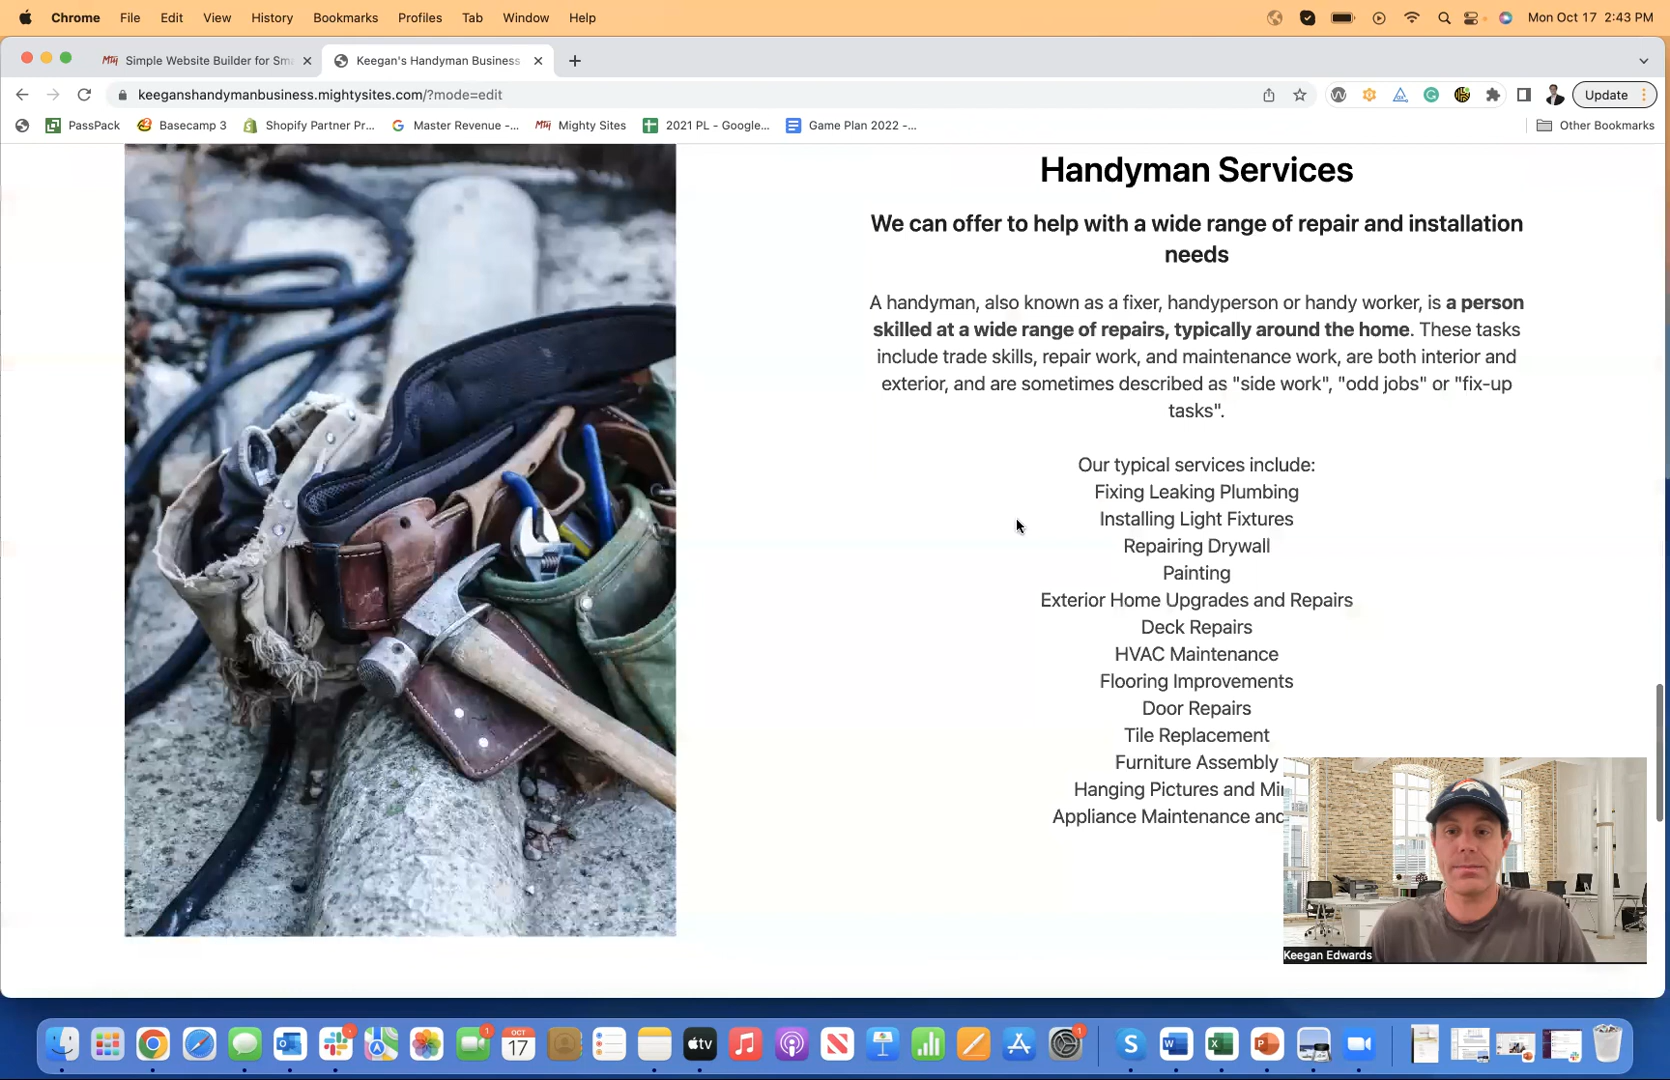 Chrome File Edit View History Bookmarks Profiles Tab Window Help Mon Oct 17 2:43 PM
Simple Website Builder for Sm Keegan's Handyman Business
keeganshandymanbusiness.mightysites.com/?mode=edit Update
PassPack Basecamp 3 Shopify Partner Pr... Master Revenue -... Mighty Sites 2021 PL - Google... Game Plan 2022 -... Other Bookmarks
Handyman Services
We can offer to help with a wide range of repair and installation
needs
A handyman, also known as a fixer, handyperson or handy worker, is a person
skilled at a wide range of repairs, typically around the home. These tasks
include trade skills, repair work, and maintenance work, are both interior and
exterior, and are sometimes described as "side work", "odd jobs" or "fix-up
tasks".
Our typical services include:
Fixing Leaking Plumbing
Installing Light Fixtures
Repairing Drywall
Painting
Exterior Home Upgrades and Repairs
Deck Repairs
HVAC Maintenance
Flooring Improvements
Door Repairs
Tile Replacement
Furniture Assembly
Hanging Pictures and Mir
Appliance Maintenance and
Keegan Edwards
1 OCT 17 tv 1